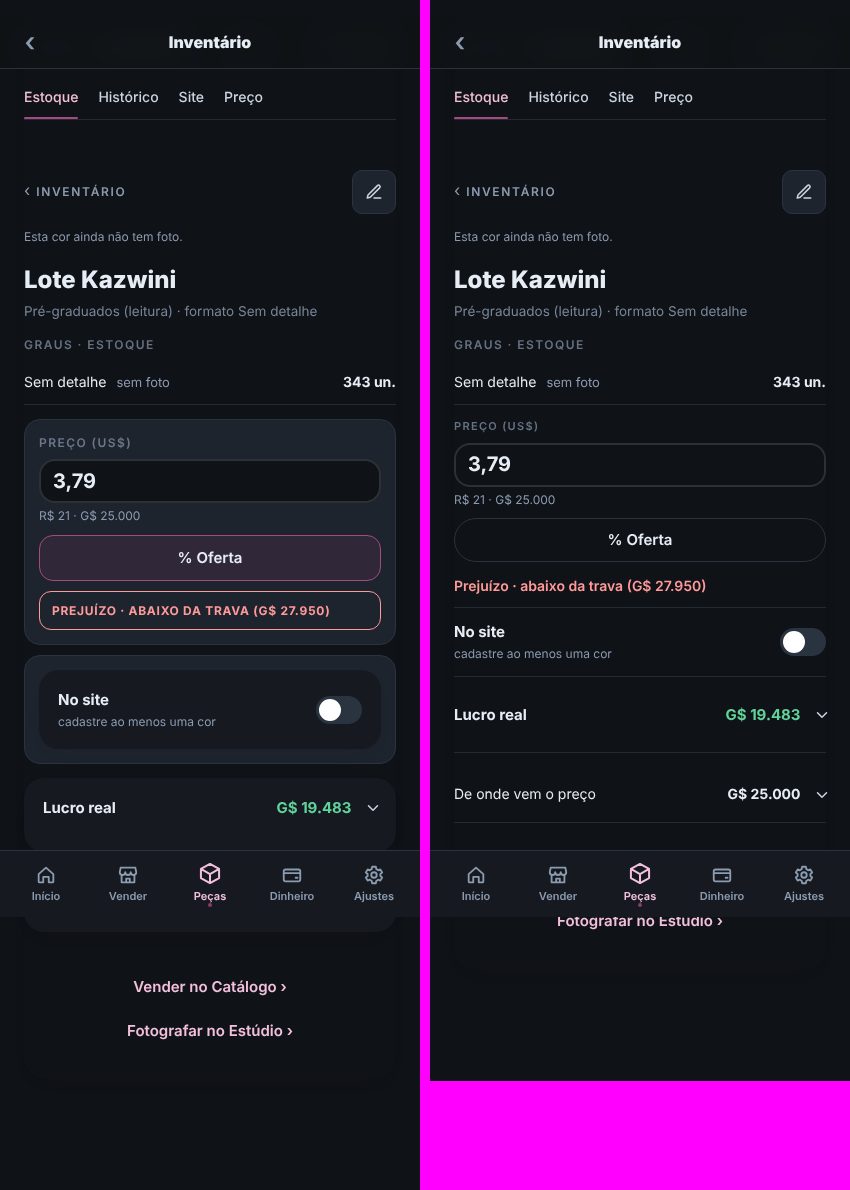 Inventário
Estoque Histórico Site Preço
‹ INVENTÁRIO
Esta cor ainda não tem foto.
Lote Kazwini
Pré-graduados (leitura) · formato Sem detalhe
GRAUS · ESTOQUE
Sem detalhe sem foto 343 un.
PREÇO (US$)
3,79
R$ 21 · G$ 25.000
% Oferta
PREJUÍZO · ABAIXO DA TRAVA (G$ 27.950)
No site
cadastre ao menos uma cor
Lucro real G$ 19.483
Início Vender Peças Dinheiro Ajustes
Vender no Catálogo ›
Fotografar no Estúdio ›
Inventário
Estoque Histórico Site Preço
‹ INVENTÁRIO
Esta cor ainda não tem foto.
Lote Kazwini
Pré-graduados (leitura) · formato Sem detalhe
GRAUS · ESTOQUE
Sem detalhe sem foto 343 un.
PREÇO (US$)
3,79
R$ 21 · G$ 25.000
% Oferta
Prejuízo · abaixo da trava (G$ 27.950)
No site
cadastre ao menos uma cor
Lucro real G$ 19.483
De onde vem o preço G$ 25.000
Início Vender Peças Dinheiro Ajustes
Fotografar no Estúdio ›